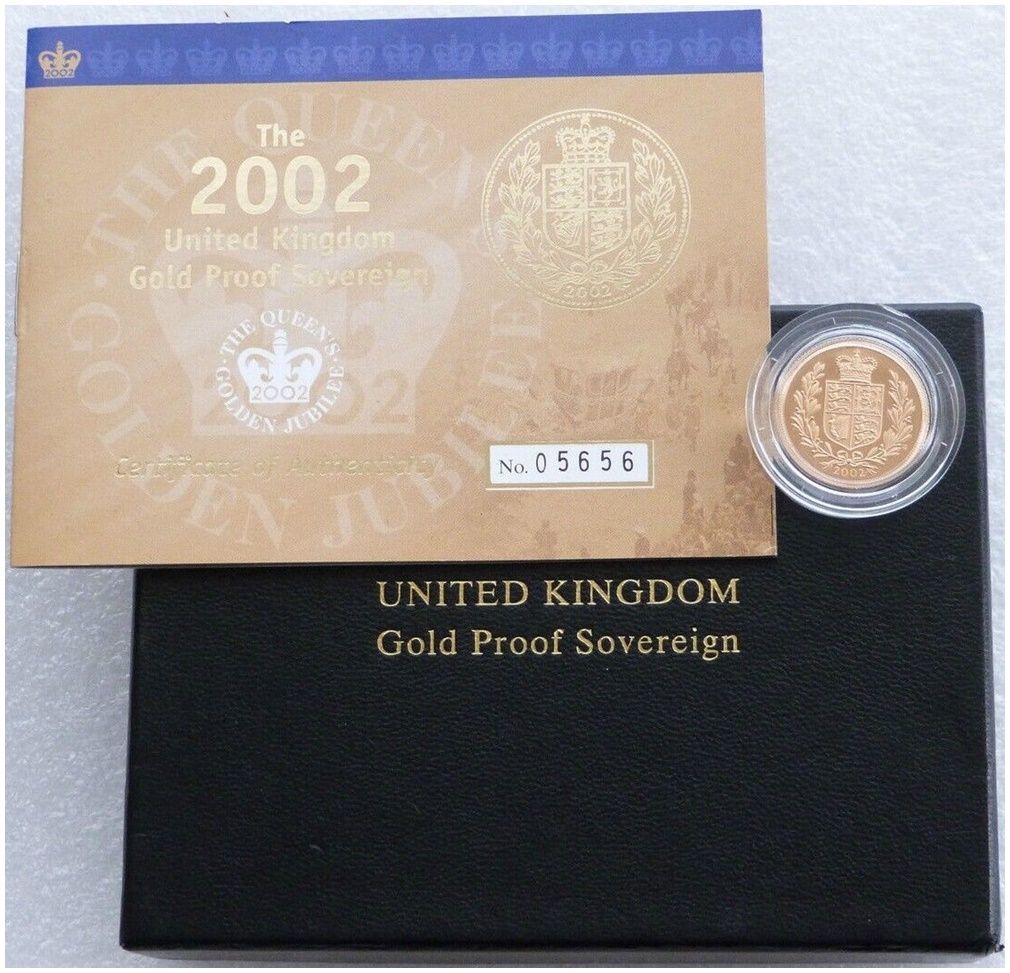 2002
The
2002
United Kingdom
Gold Proof Sovereign
2002
THE QUEEN'S
GOLDEN JUBILEE
2002
THE QUEEN
GOLDEN JUBILEE
2002
Certificate of Authenticity
No. 05656
2002
UNITED KINGDOM
Gold Proof Sovereign